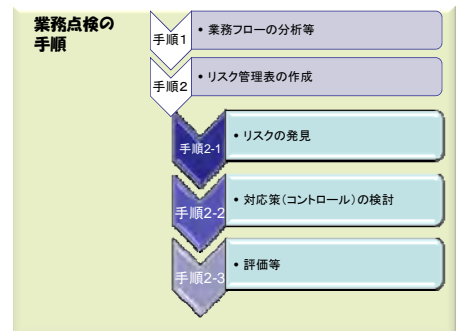 業務点検の
手順
手順1
• 業務フローの分析等
手順2
• リスク管理表の作成
手順2-1
• リスクの発見
手順2-2
• 対応策(コントロール)の検討
手順2-3
• 評価等